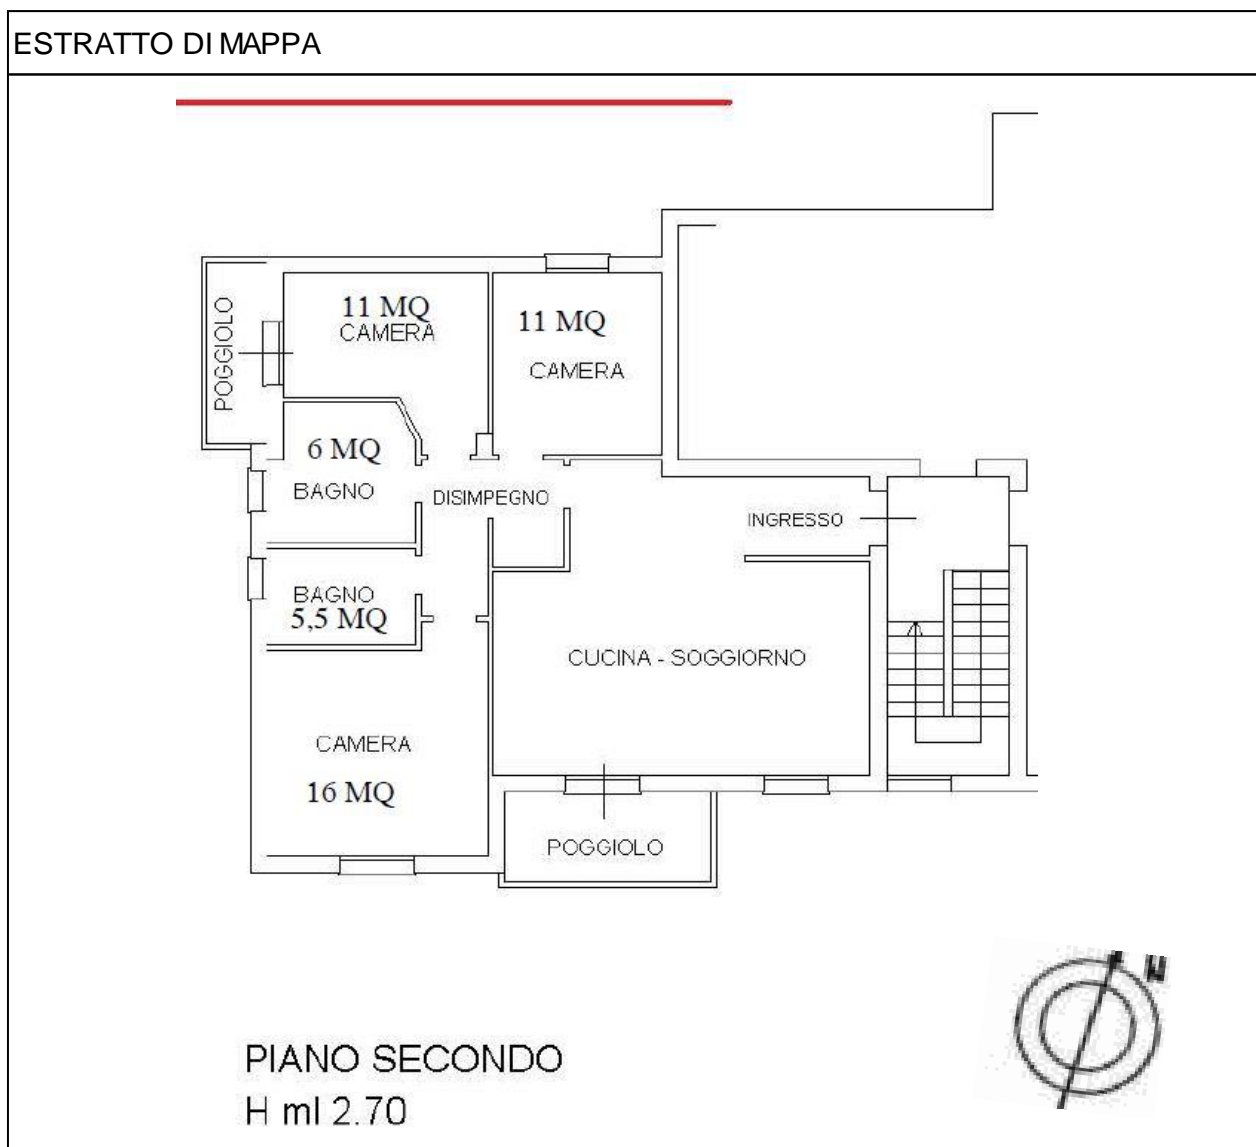 ESTRATTO DI MAPPA
11 MQ
CAMERA
11 MQ
CAMERA
POGGIOLO
6 MQ
BAGNO
DISIMPEGNO
INGRESSO
BAGNO
5,5 MQ
CUCINA - SOGGIORNO
CAMERA
16 MQ
POGGIOLO
PIANO SECONDO
H ml 2.70